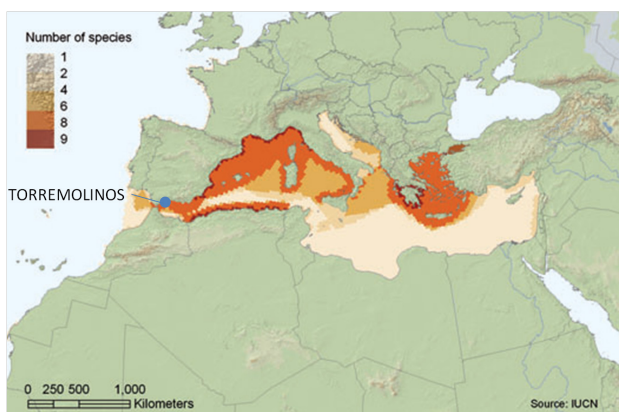 Number of species
1
2
4
6
8
9
TORREMOLINOS
0 250 500 1,000
Kilometers
Source: IUCN